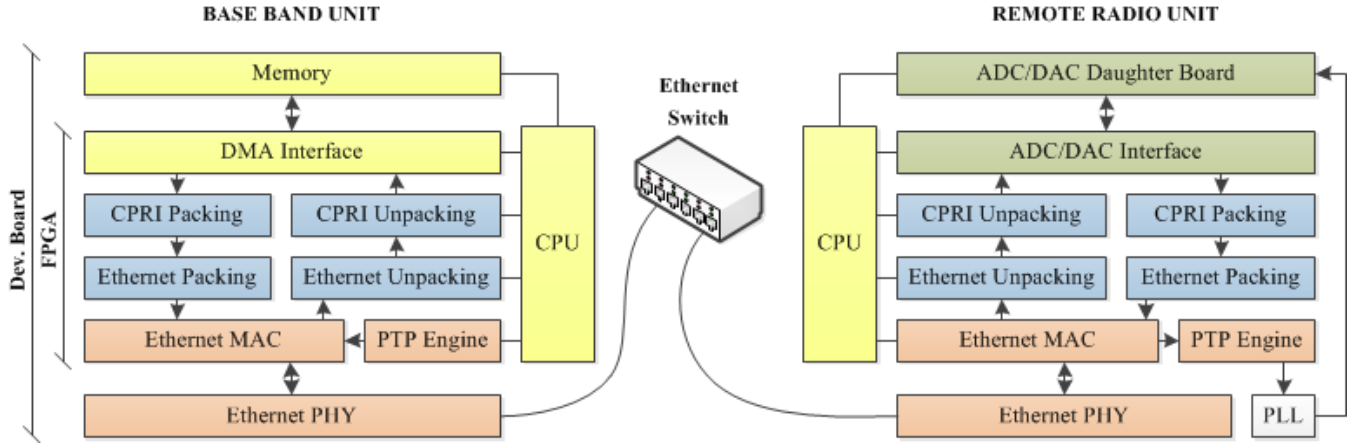 BASE BAND UNIT
REMOTE RADIO UNIT
Dev. Board
FPGA
Memory
DMA Interface
CPRI Packing
CPRI Unpacking
Ethernet Packing
Ethernet Unpacking
Ethernet MAC
PTP Engine
Ethernet PHY
CPU
Ethernet
Switch
CPU
ADC/DAC Daughter Board
ADC/DAC Interface
CPRI Unpacking
CPRI Packing
Ethernet Unpacking
Ethernet Packing
Ethernet MAC
PTP Engine
Ethernet PHY
PLL